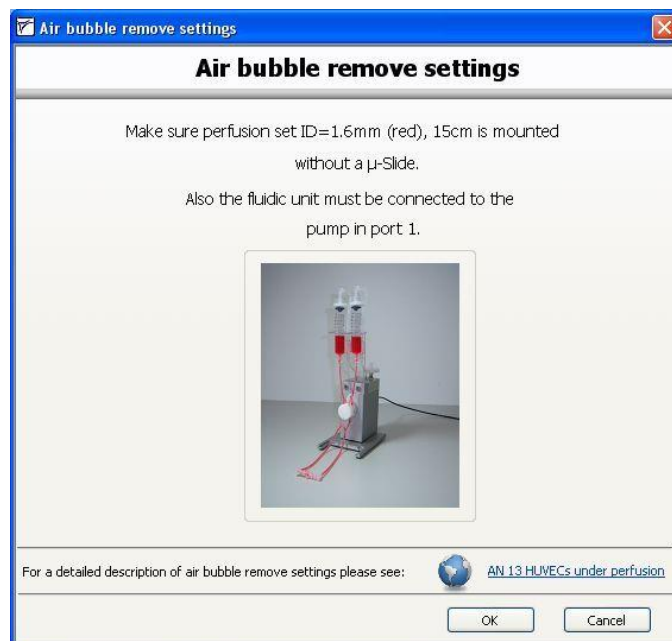 Air bubble remove settings
Air bubble remove settings
Make sure perfusion set ID=1.6mm (red), 15cm is mounted
without a μ-Slide.
Also the fluidic unit must be connected to the
pump in port 1.
For a detailed description of air bubble remove settings please see: AN 13 HUVECs under perfusion
OK Cancel